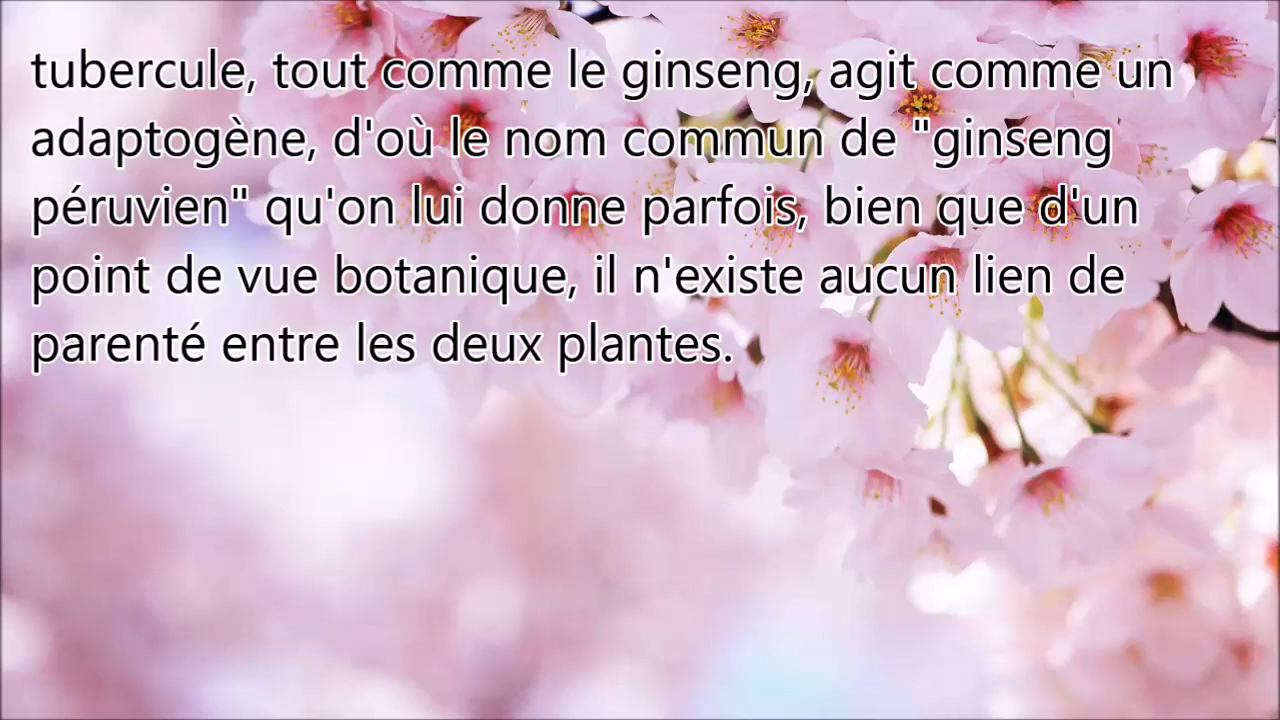 tubercule, tout comme le ginseng, agit comme un
adaptogène, d'où le nom commun de "ginseng
péruvien" qu'on lui donne parfois, bien que d'un
point de vue botanique, il n'existe aucun lien de
parenté entre les deux plantes.